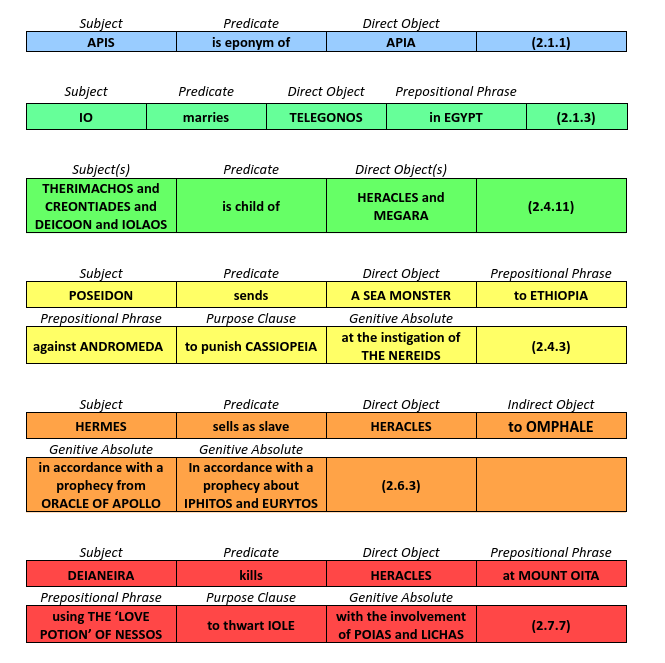 Subject Predicate Direct Object
APIS is eponym of APIA (2.1.1)
Subject Predicate Direct Object Prepositional Phrase
IO marries TELEGONOS in EGYPT (2.1.3)
Subject(s) Predicate Direct Object(s)
THERIMACHOS and
CREONTIADES and
DEICOON and IOLAOS
is child of
HERACLES and
MEGARA
(2.4.11)
Subject Predicate Direct Object Prepositional Phrase
POSEIDON sends A SEA MONSTER to ETHIOPIA
Prepositional Phrase Purpose Clause Genitive Absolute
against ANDROMEDA to punish CASSIOPEIA
at the instigation of
THE NEREIDS
(2.4.3)
Subject Predicate Direct Object Indirect Object
HERMES sells as slave HERACLES to OMPHALE
Genitive Absolute Genitive Absolute
in accordance with a
prophecy from
ORACLE OF APOLLO
In accordance with a
prophecy about
IPHITOS and EURYTOS
(2.6.3)
Subject Predicate Direct Object Prepositional Phrase
DEIANEIRA kills HERACLES at MOUNT OITA
Prepositional Phrase Purpose Clause Genitive Absolute
using THE ‘LOVE
POTION’ OF NESSOS
to thwart IOLE
with the involvement
of POIAS and LICHAS
(2.7.7)